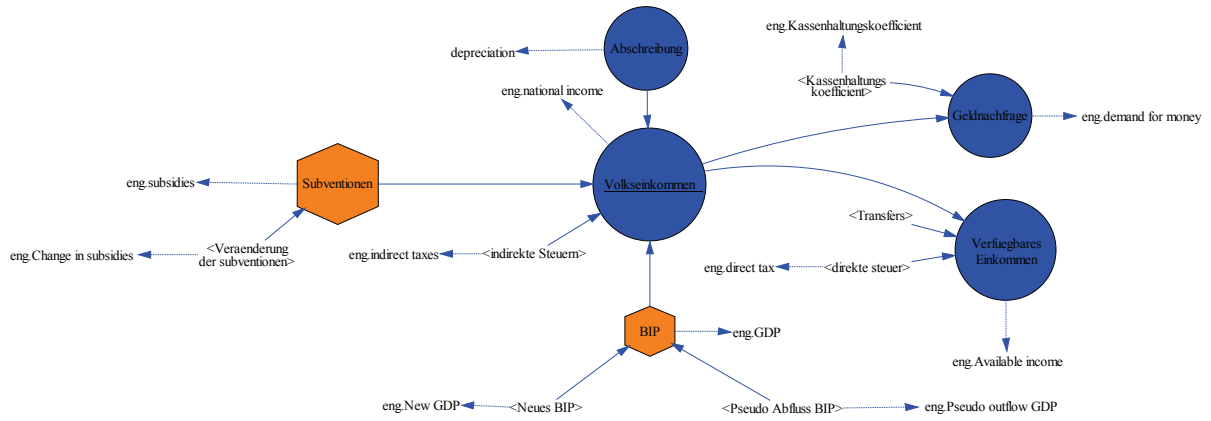 eng.Kassenhaltungskoefficient
Abschreibung
depreciation
<Kassenhaltungs
koefficient>
eng.national income
Geldnachfrage
eng.demand for money
eng.subsidies
Subventionen
Volkseinkommen
<Transfers>
Verfuegbares
Einkommen
<Veraenderung
der subventionen>
eng.Change in subsidies
eng.indirect taxes
<indirekte Steuern>
eng.direct tax
<direkte steuer>
BIP
eng.GDP
eng.Available income
eng.New GDP
<Neues BIP>
<Pseudo Abfluss BIP>
eng.Pseudo outflow GDP